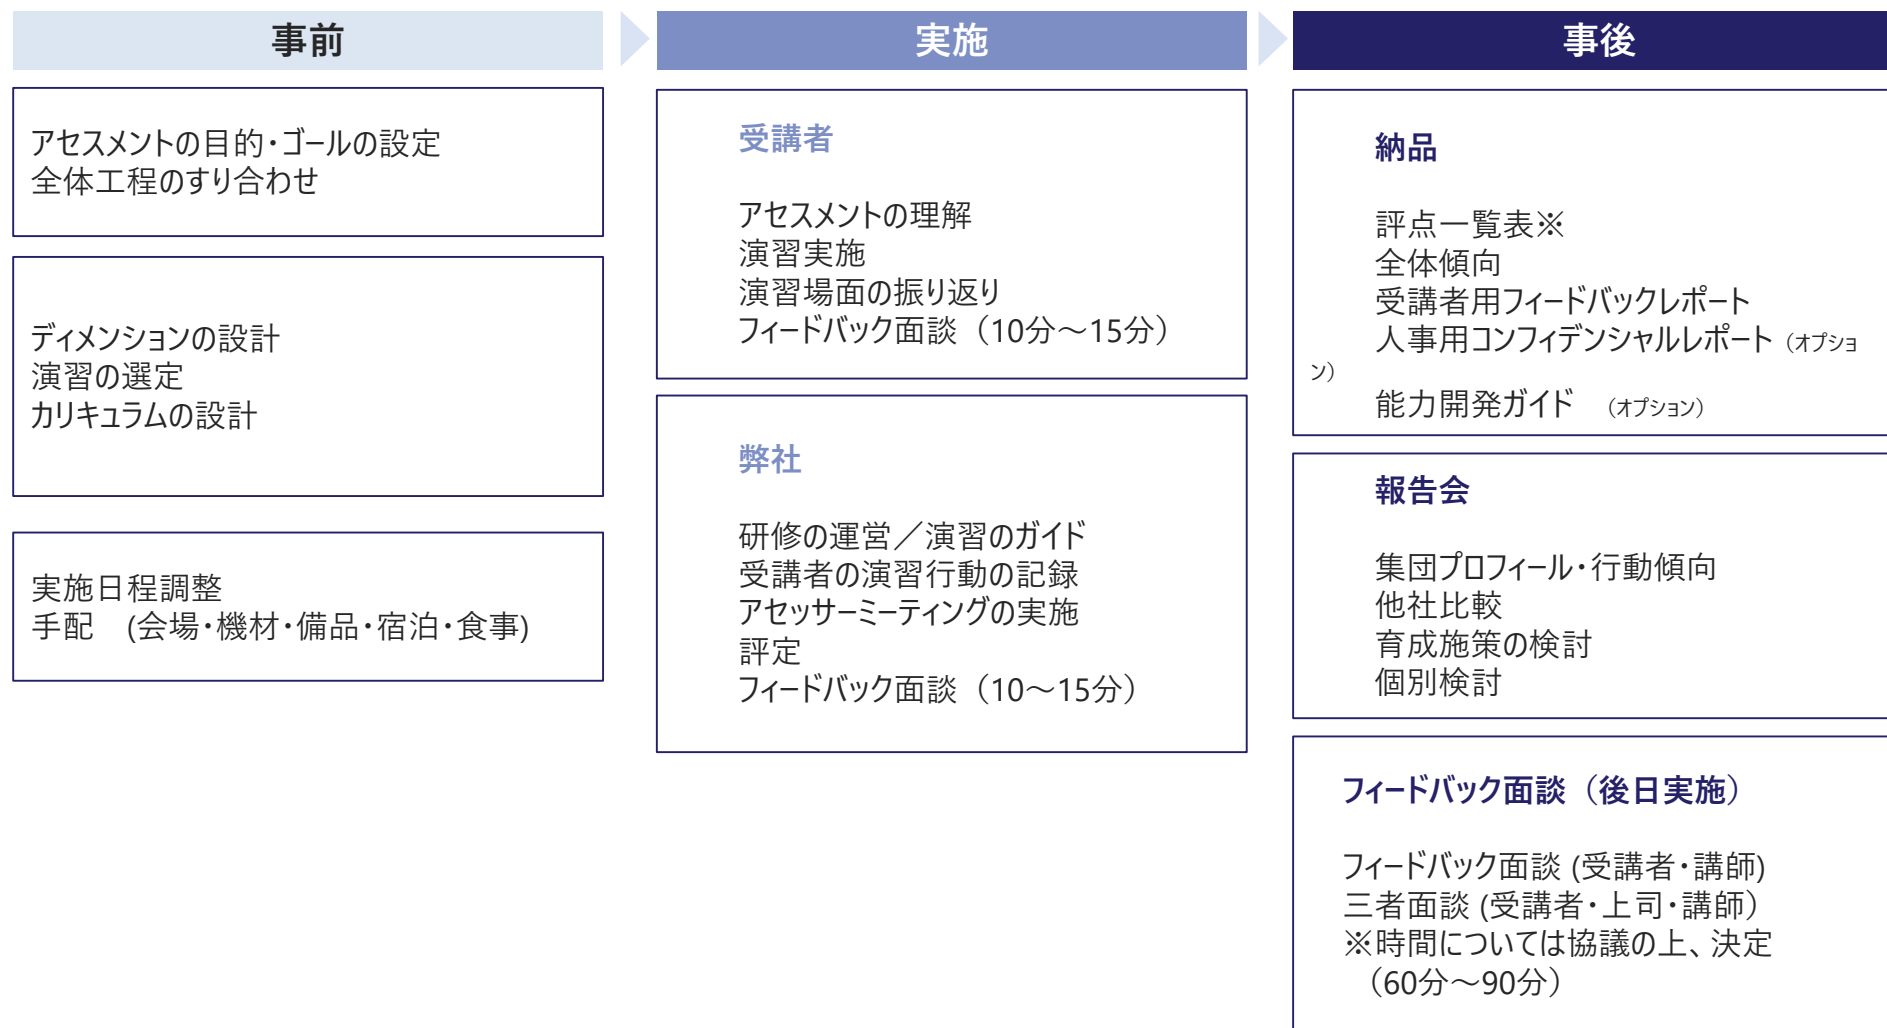 事前
アセスメントの目的・ゴールの設定
全体工程のすり合わせ
ディメンションの設計
演習の選定
カリキュラムの設計
実施日程調整
手配　(会場・機材・備品・宿泊・食事)
実施
受講者
アセスメントの理解
演習実施
演習場面の振り返り
フィードバック面談（10分～15分）
弊社
研修の運営／演習のガイド
受講者の演習行動の記録
アセッサーミーティングの実施
評定
フィードバック面談（10～15分）
事後
納品
評点一覧表※
全体傾向
受講者用フィードバックレポート
人事用コンフィデンシャルレポート（オプショ
ン）
能力開発ガイド　（オプション）
報告会
集団プロフィール・行動傾向
他社比較
育成施策の検討
個別検討
フィードバック面談（後日実施）
フィードバック面談 (受講者・講師)
三者面談 (受講者・上司・講師）
※時間については協議の上、決定
（60分～90分）